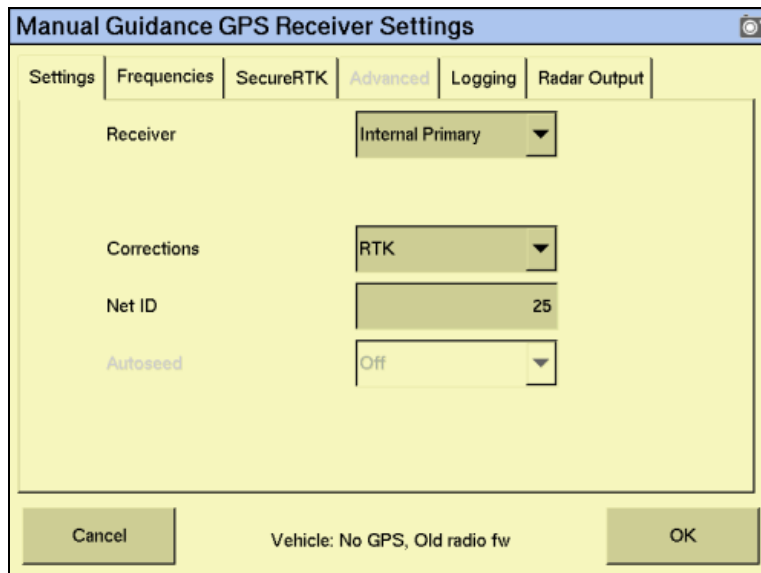 Manual Guidance GPS Receiver Settings
Settings Frequencies SecureRTK Advanced Logging Radar Output
Receiver Internal Primary
Corrections RTK
Net ID 25
Autoseed Off
Cancel Vehicle: No GPS, Old radio fw OK